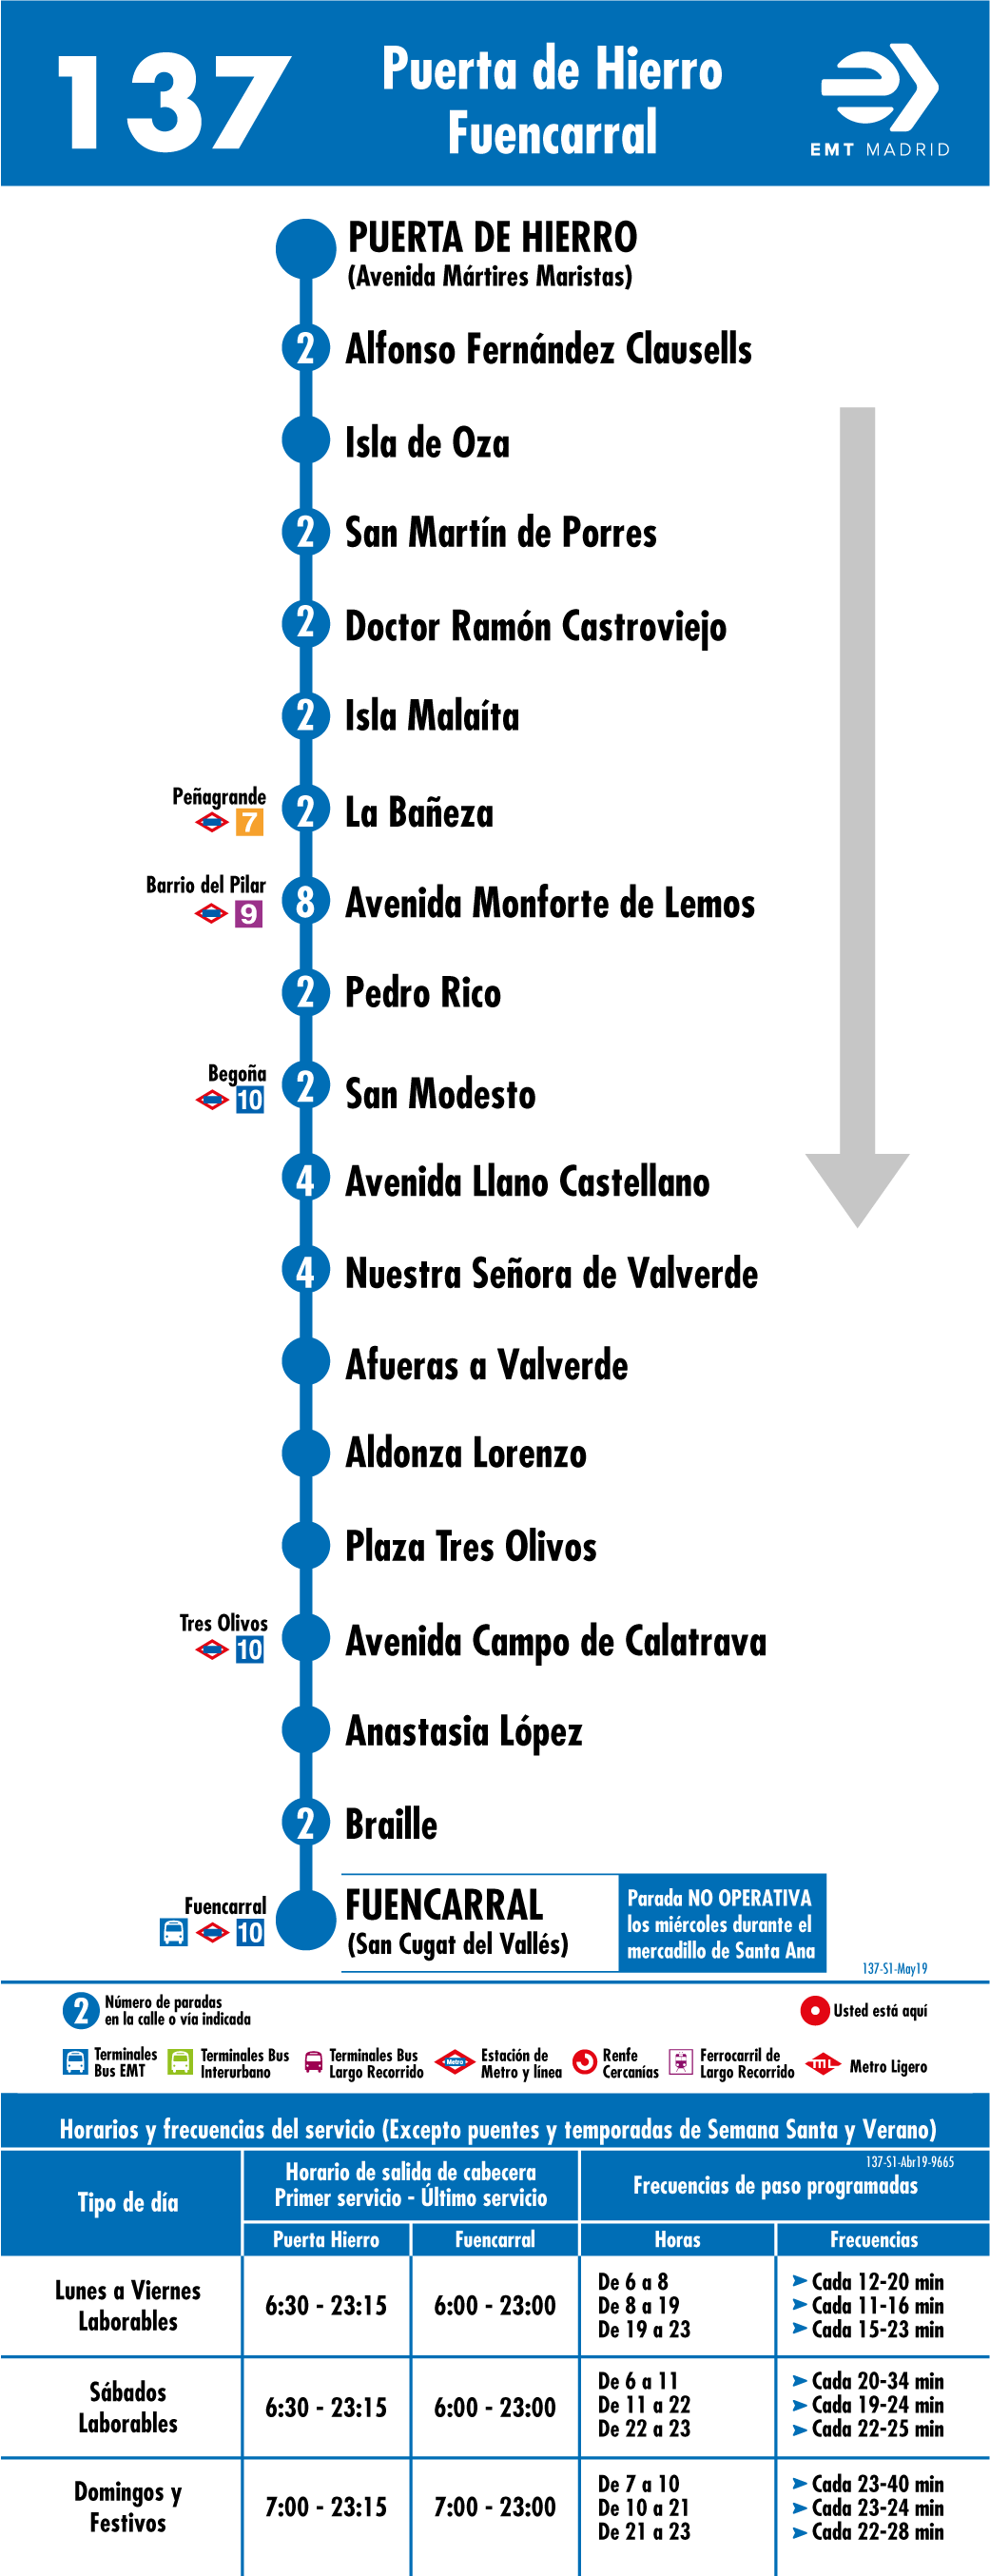 137
Puerta de Hierro
Fuencarral
EMT MADRID
PUERTA DE HIERRO
(Avenida Mártires Maristas)
2 Alfonso Fernández Clausells
Isla de Oza
2 San Martín de Porres
2 Doctor Ramón Castroviejo
2 Isla Malaíta
Peñagrande
7
2 La Bañeza
Barrio del Pilar
9
8 Avenida Monforte de Lemos
2 Pedro Rico
Begoña
10
2 San Modesto
4 Avenida Llano Castellano
4 Nuestra Señora de Valverde
Afueras a Valverde
Aldonza Lorenzo
Plaza Tres Olivos
Tres Olivos
10
Avenida Campo de Calatrava
Anastasia López
2 Braille
Fuencarral
10
FUENCARRAL
(San Cugat del Vallés)
Parada NO OPERATIVA
los miércoles durante el
mercadillo de Santa Ana
137-S1-May19
2 Número de paradas
en la calle o vía indicada
Usted está aquí
Terminales
Bus EMT
Terminales Bus
Interurbano
Terminales Bus
Largo Recorrido
Metro
Estación de
Metro y línea
Renfe
Cercanías
Ferrocarril de
Largo Recorrido
ML
Metro Ligero
Horarios y frecuencias del servicio (Excepto puentes y temporadas de Semana Santa y Verano)
137-S1-Abr19-9665
Tipo de día
Horario de salida de cabecera
Primer servicio - Último servicio
Frecuencias de paso programadas
Puerta Hierro Fuencarral Horas Frecuencias
Lunes a Viernes
Laborables
6:30 - 23:15 6:00 - 23:00
De 6 a 8 Cada 12-20 min
De 8 a 19 Cada 11-16 min
De 19 a 23 Cada 15-23 min
Sábados
Laborables
6:30 - 23:15 6:00 - 23:00
De 6 a 11 Cada 20-34 min
De 11 a 22 Cada 19-24 min
De 22 a 23 Cada 22-25 min
Domingos y
Festivos
7:00 - 23:15 7:00 - 23:00
De 7 a 10 Cada 23-40 min
De 10 a 21 Cada 23-24 min
De 21 a 23 Cada 22-28 min